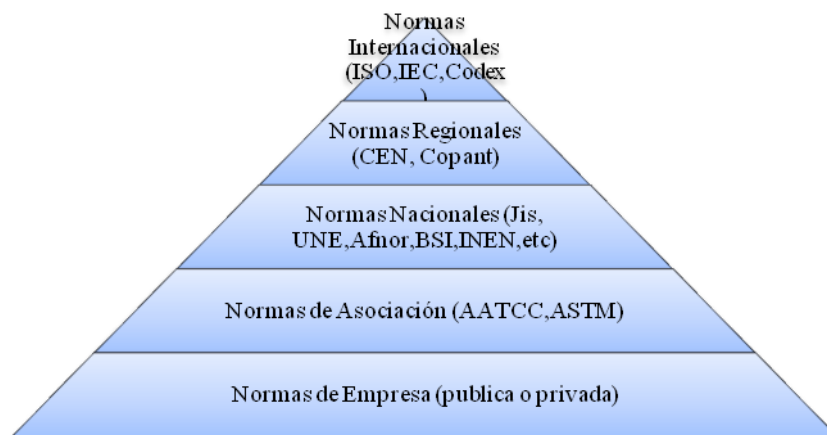 Normas
Internacionales
(ISO,IEC,Codex
)
Normas Regionales
(CEN, Copant)
Normas Nacionales (Jis,
UNE,Afnor,BSI,INEN,etc)
Normas de Asociación (AATCC,ASTM)
Normas de Empresa (publica o privada)